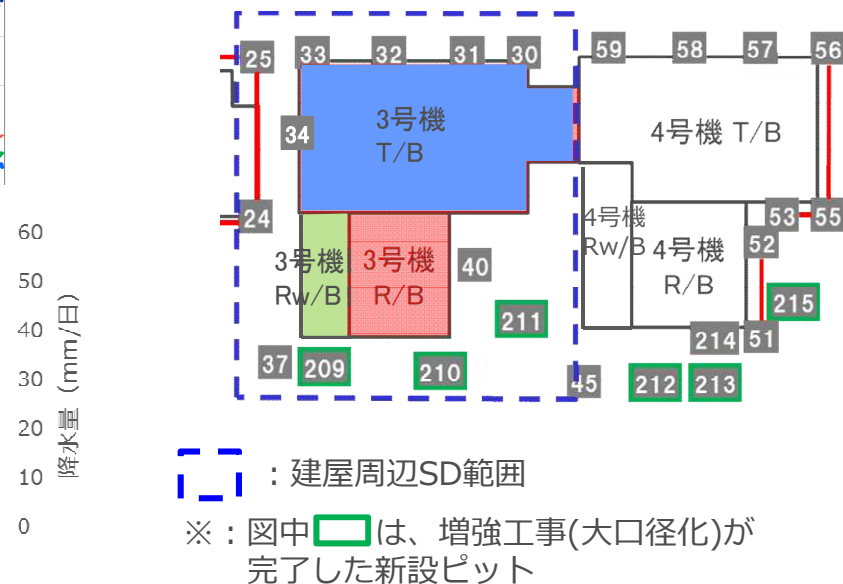 33 32 31 30 59 58 57 56
25
34
3号機
T/B
4号機 T/B
24
60
50
40
30
20
10
0
降水量 (mm/日)
3号機
Rw/B
3号機
R/B
40
4号機
Rw/B
4号機
R/B
53 55
52
211
215
214 51
37 209 210
45 212 213
：建屋周辺SD範囲
※：図中 は、増強工事(大口径化)が
完了した新設ピット